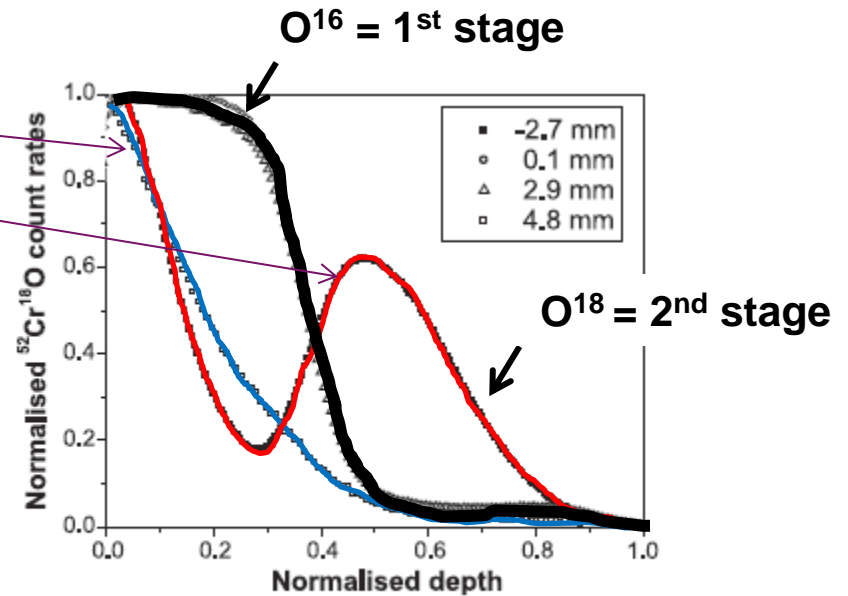 O¹⁶ = 1ˢᵗ stage
1.0
0.8
0.6
0.4
0.2
0.0
Normalised ⁵²Cr¹⁸O count rates
-2.7 mm
0.1 mm
2.9 mm
4.8 mm
O¹⁸ = 2ⁿᵈ stage
0.0 0.2 0.4 0.6 0.8 1.0
Normalised depth